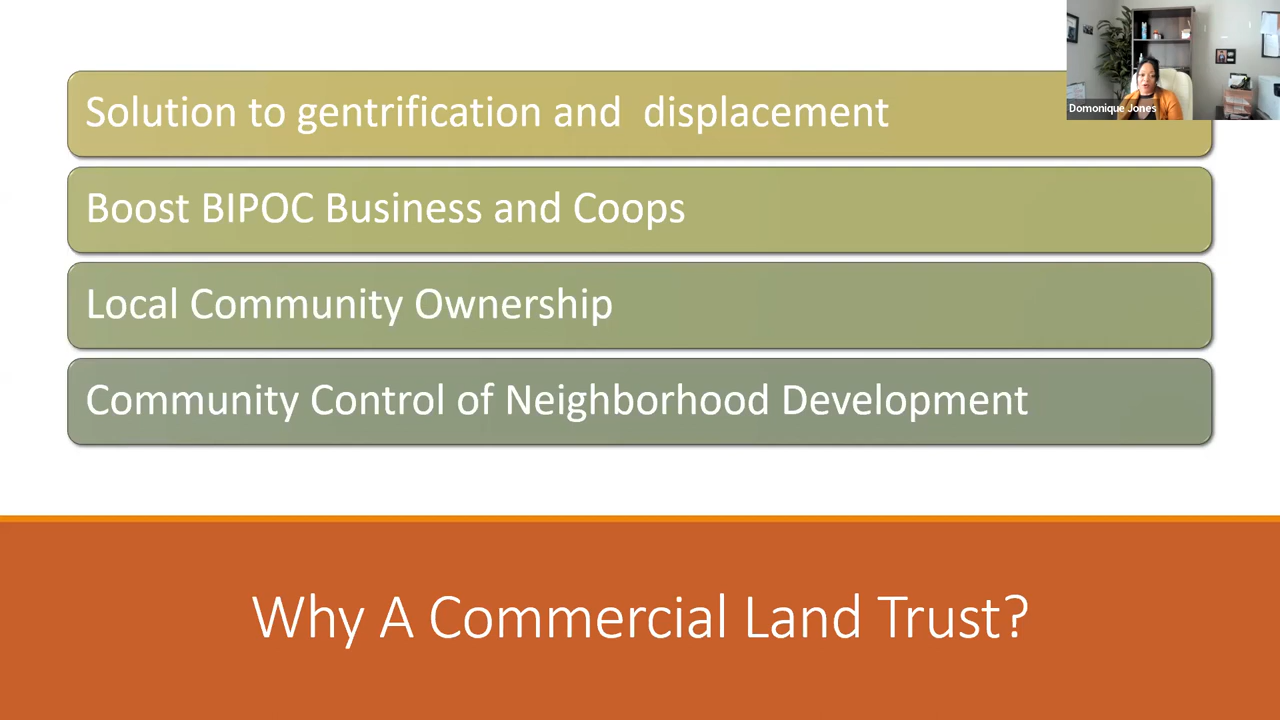 Solution to gentrification and  displacement
Domonique Jones
Boost BIPOC Business and Coops
Local Community Ownership
Community Control of Neighborhood Development
Why A Commercial Land Trust?